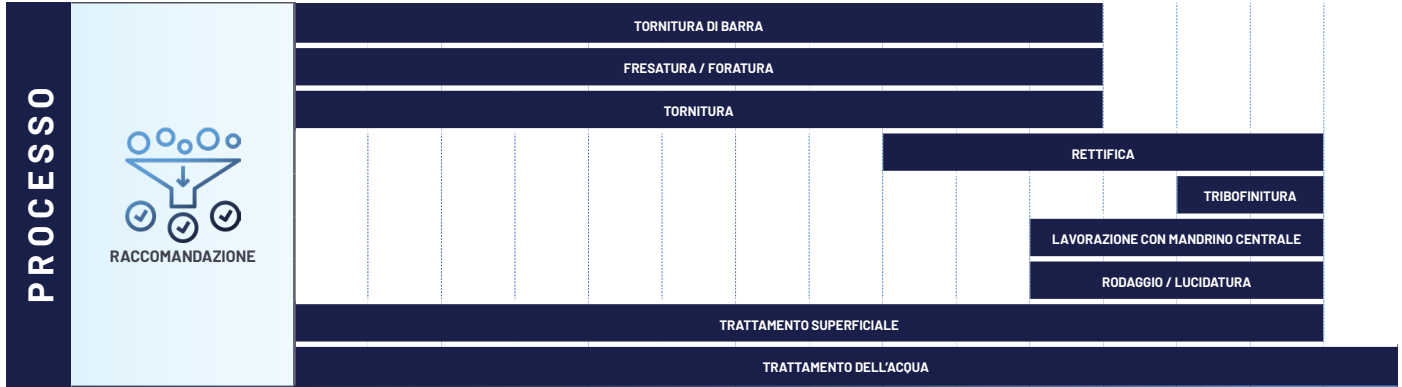 PROCESSO
RACCOMANDAZIONE
TORNITURA DI BARRA
FRESATURA / FORATURA
TORNITURA
RETTIFICA
TRIBOFINITURA
LAVORAZIONE CON MANDRINO CENTRALE
RODAGGIO / LUCIDATURA
TRATTAMENTO SUPERFICIALE
TRATTAMENTO DELL'ACQUA